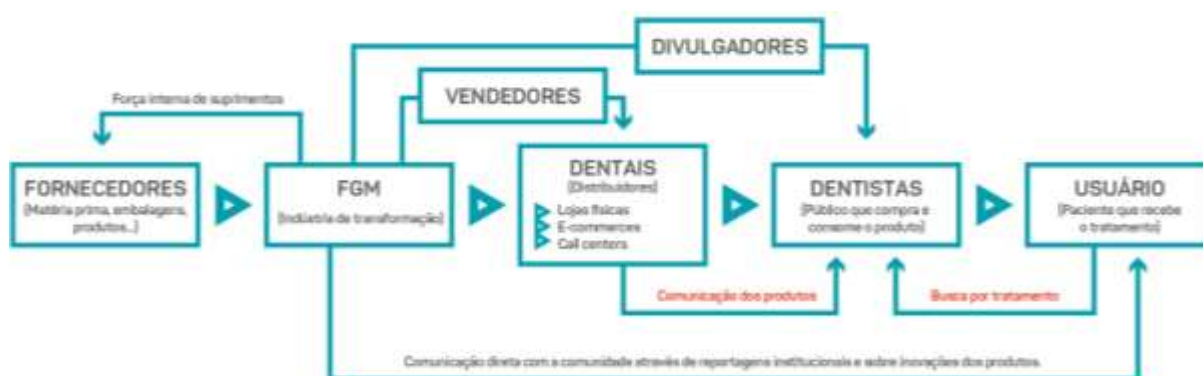 DIVULGADORES
VENDEDORES
Força interna de suprimentos
FORNECEDORES
(Matéria prima, embalagens,
produtos...)
FGM
(Indústria de transformação)
DENTAIS
(Distribuidores)
Lojas físicas
E-commerces
Call centers
DENTISTAS
(Público que compra e
consome o produto)
USUÁRIO
(Paciente que recebe
o tratamento)
Comunicação dos produtos
Busca por tratamento
Comunicação direta com a comunidade através de reportagens institucionais e sobre inovações dos produtos.